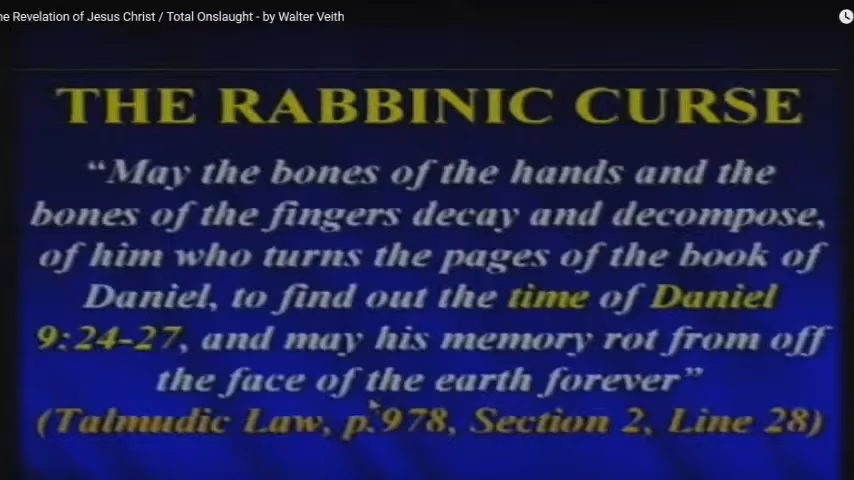 he Revelation of Jesus Christ / Total Onslaught - by Walter Veith
THE RABBINIC CURSE
“May the bones of the hands and the
bones of the fingers decay and decompose,
of him who turns the pages of the book of
Daniel, to find out the time of Daniel
9:24-27, and may his memory rot from off
the face of the earth forever”
(Talmudic Law, p.978, Section 2, Line 28)